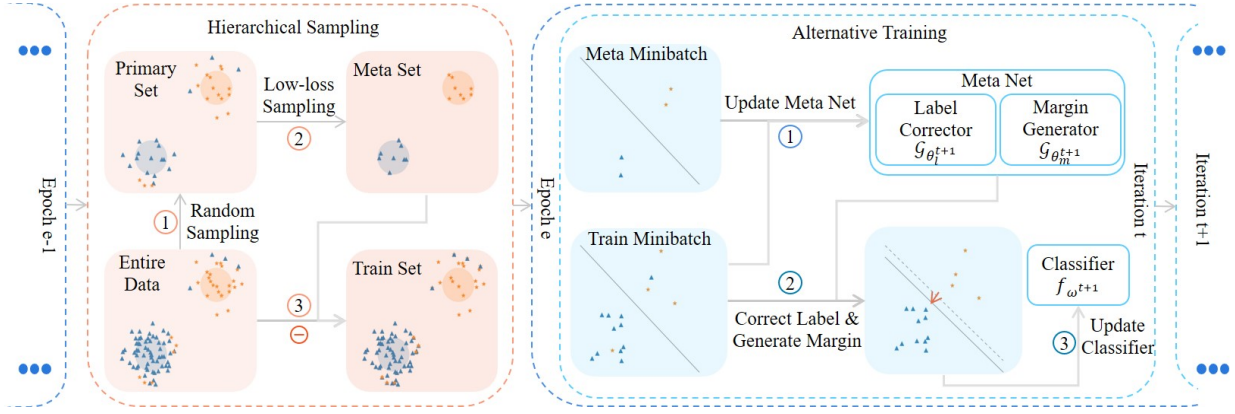 Hierarchical Sampling
Primary
Set
Low-loss
Sampling
②
Meta Set
①
Random
Sampling
Entire
Data
③
−
Train Set
Epoch e-1
Epoch e
Alternative Training
Meta Minibatch
Update Meta Net
①
Meta Net
Label
Corrector
𝒢θₗᵗ⁺¹
Margin
Generator
𝒢θₘᵗ⁺¹
Train Minibatch
②
Correct Label &
Generate Margin
Classifier
f_ωᵗ⁺¹
③
Update
Classifier
Iteration t
Iteration t+1